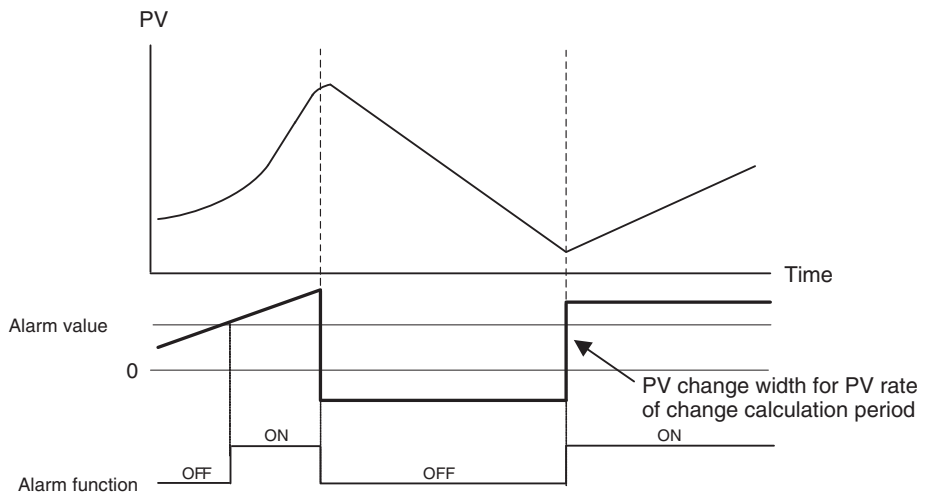 PV
Time
Alarm value
0
PV change width for PV rate
of change calculation period
ON
ON
OFF
OFF
Alarm function